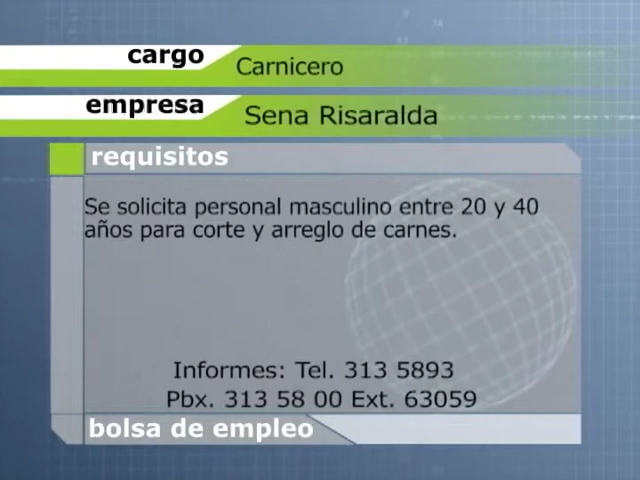 cargo
Carnicero
empresa
Sena Risaralda
requisitos
Se solicita personal masculino entre 20 y 40
años para corte y arreglo de carnes.
Informes: Tel. 313 5893
Pbx. 313 58 00 Ext. 63059
bolsa de empleo